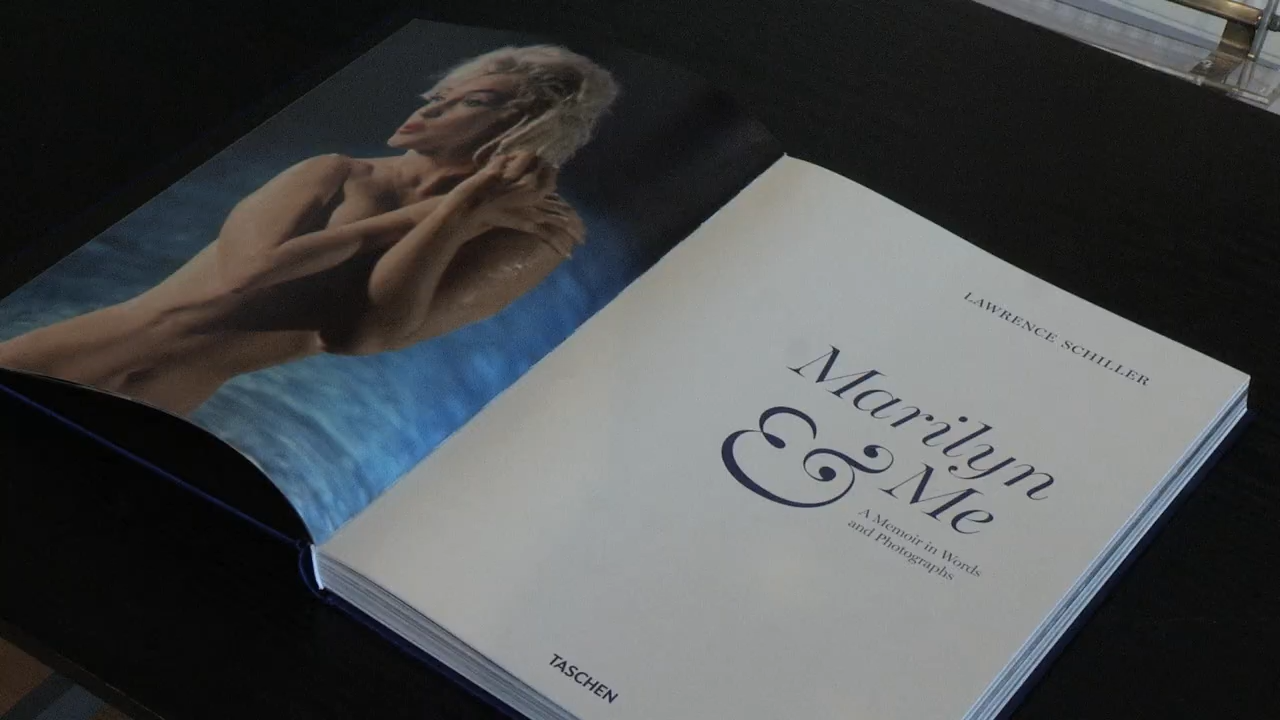 LAWRENCE SCHILLER
Marilyn
& Me
A Memoir in Words
and Photographs
TASCHEN